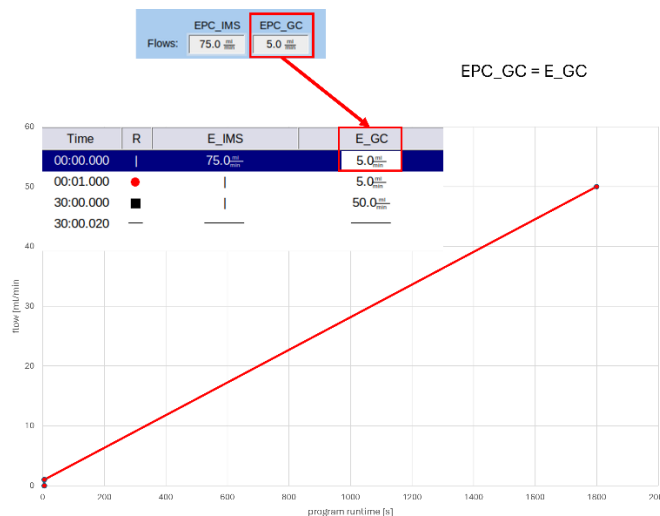 EPC_IMS EPC_GC
Flows: 75.0 ml/min 5.0 ml/min
EPC_GC = E_GC
Time R E_IMS E_GC
00:00.000 | 75.0 ml/min 5.0 ml/min
00:01.000 | 5.0 ml/min
30:00.000 | 50.0 ml/min
30:00.020
60
50
40
30
20
10
0
flow [ml/min]
0 200 400 600 800 1000 1200 1400 1600 1800 2000
program runtime [s]